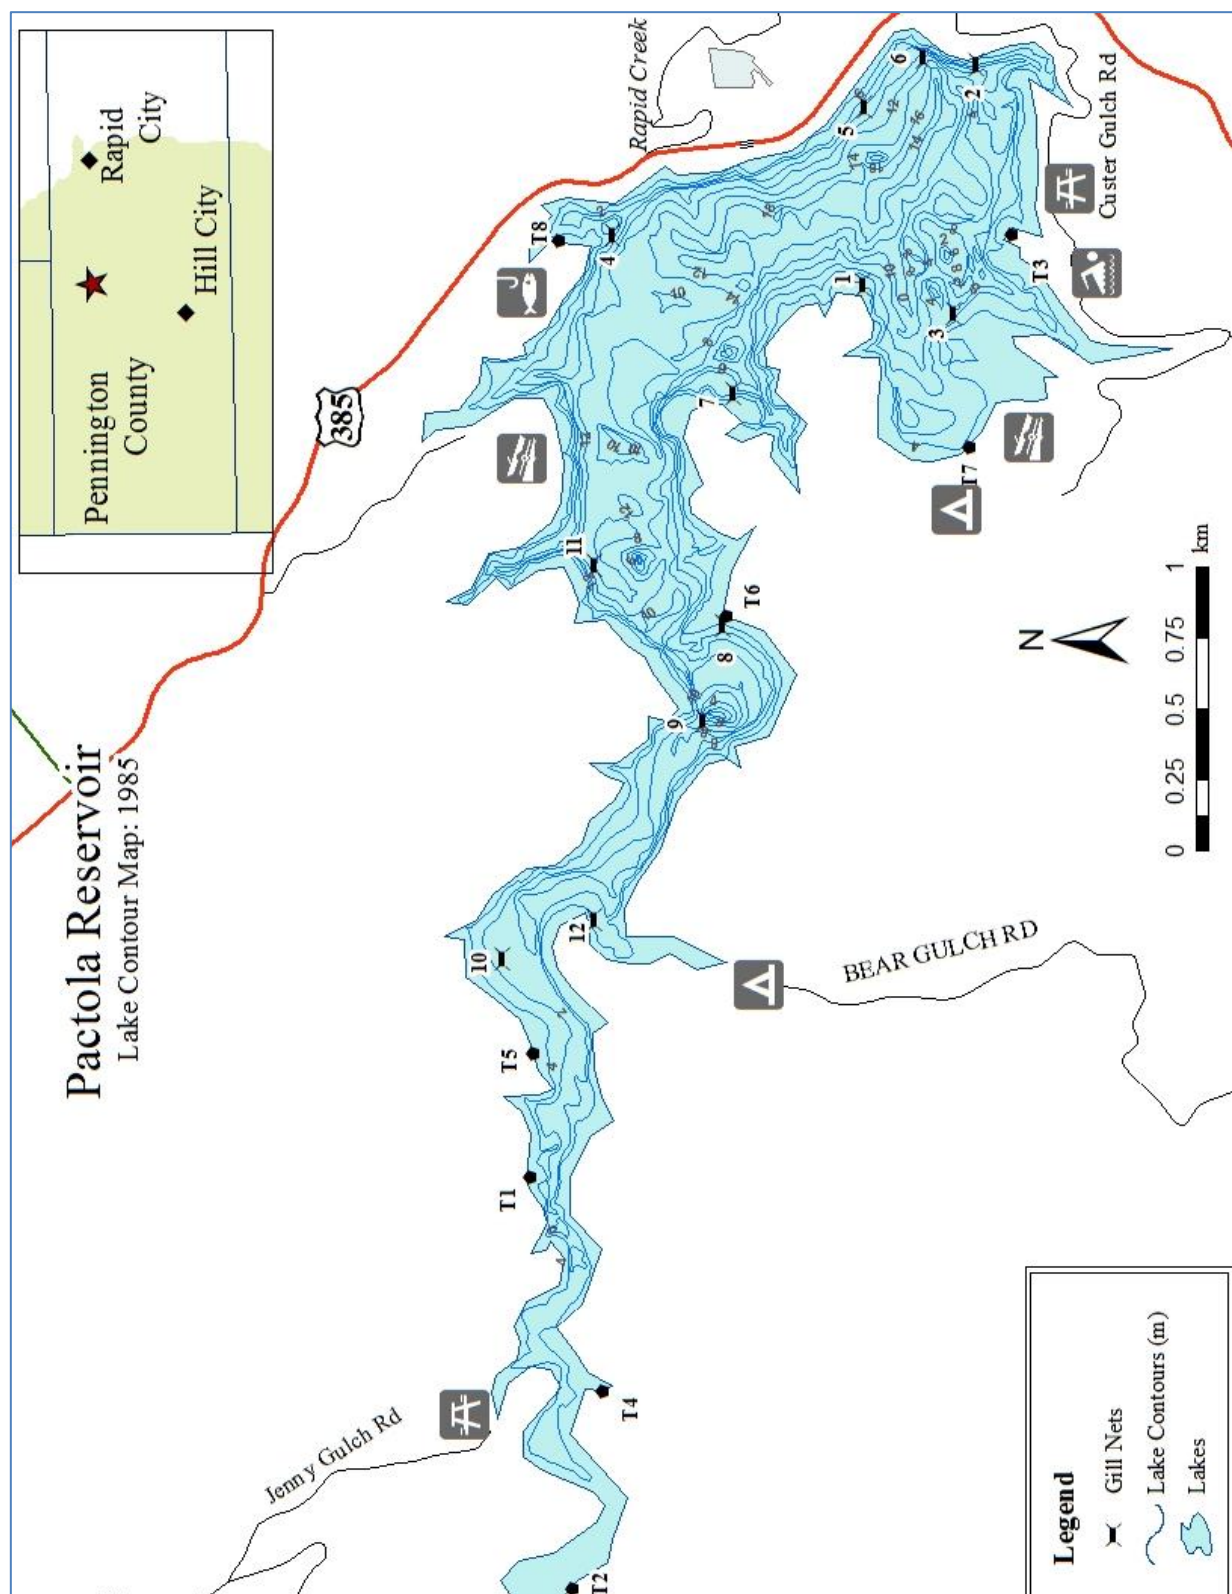 Pactola Reservoir
Lake Contour Map: 1985
Pennington
County
Rapid
City
Hill City
385
Rapid Creek
Custer Gulch Rd
Jenny Gulch Rd
BEAR GULCH RD
T2
T4
T1
T5
10
12
9
8
T6
11
7
T7
T8
4
1
3
T3
5
6
2
N
0 0.25 0.5 0.75 1
km
Legend
Gill Nets
Lake Contours (m)
Lakes